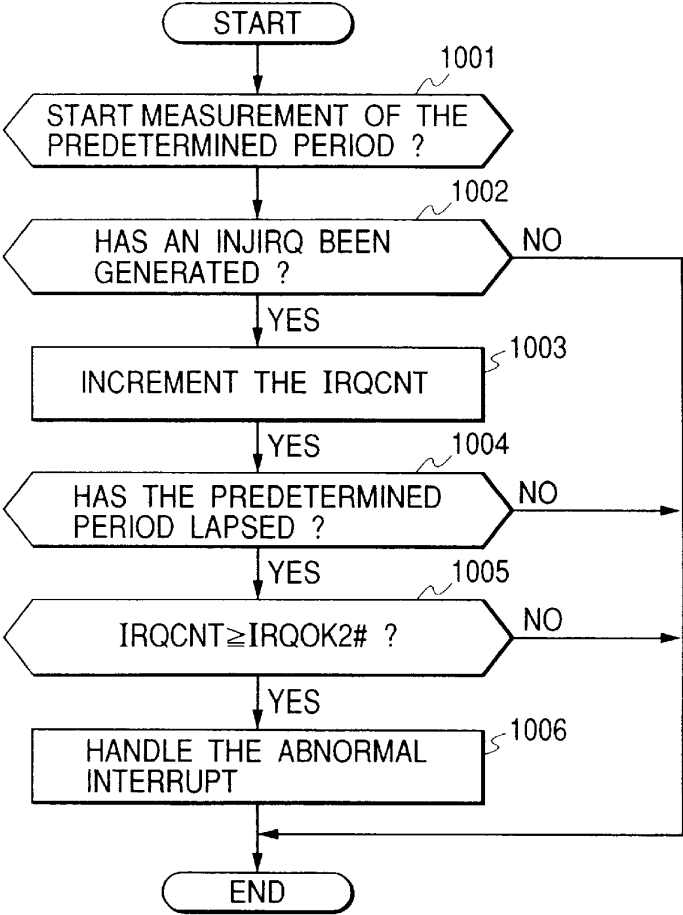 START
1001
START MEASUREMENT OF THE
PREDETERMINED PERIOD ?
1002
HAS AN INJIRQ BEEN
GENERATED ?
NO
YES
1003
INCREMENT THE IRQCNT
YES
1004
HAS THE PREDETERMINED
PERIOD LAPSED ?
NO
YES
1005
IRQCNT≧IRQOK2# ?
NO
YES
1006
HANDLE THE ABNORMAL
INTERRUPT
END